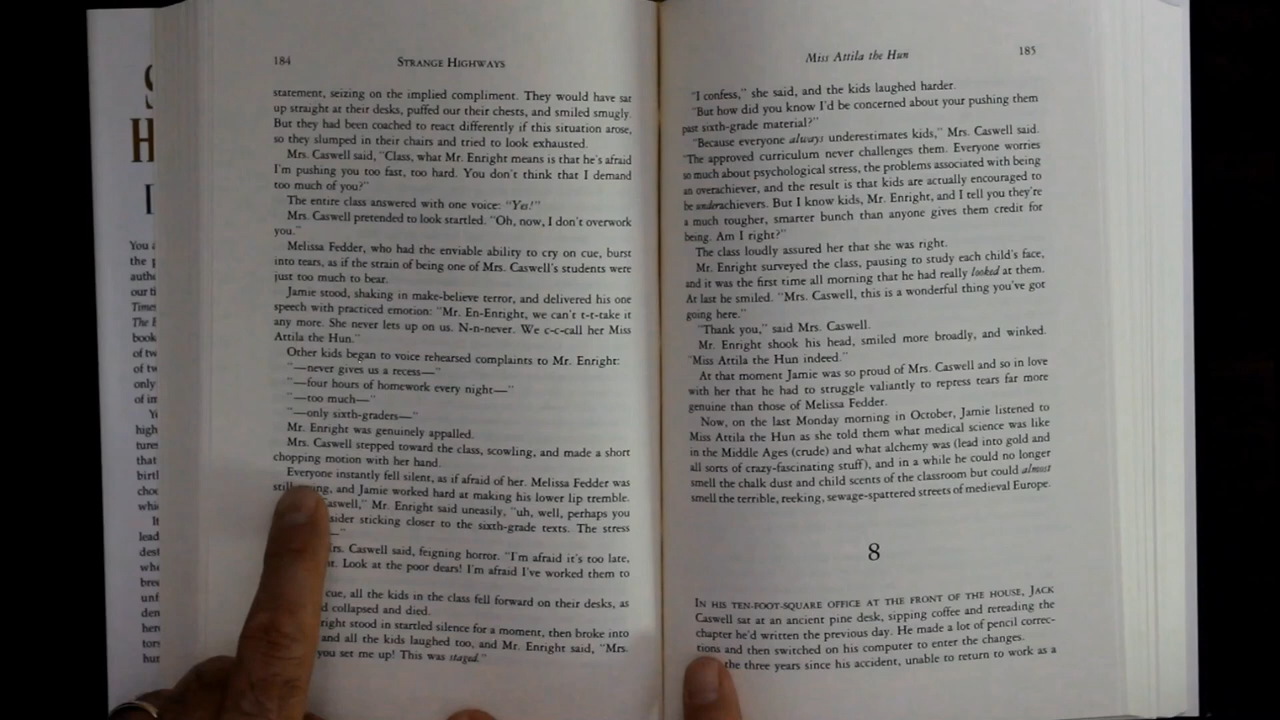 184
STRANGE HIGHWAYS
statement, seizing on the implied compliment. They would have sat
up straight at their desks, puffed our their chests, and smiled smugly.
But they had been coached to react differently if this situation arose,
so they slumped in their chairs and tried to look exhausted.
Mrs. Caswell said, "Class, what Mr. Enright means is that he's afraid
I'm pushing you too fast, too hard. You don't think that I demand
too much of you?"
The entire class answered with one voice: "Yes!"
Mrs. Caswell pretended to look startled. "Oh, now, I don't overwork
you."
Melissa Fedder, who had the enviable ability to cry on cue, burst
into tears, as if the strain of being one of Mrs. Caswell's students were
just too much to bear.
Jamie stood, shaking in make-believe terror, and delivered his one
speech with practiced emotion: "Mr. En-Enright, we can't t-t-take it
any more. She never lets up on us. N-n-never. We c-c-call her Miss
Attila the Hun."
Other kids began to voice rehearsed complaints to Mr. Enright:
"—never gives us a recess—"
"—four hours of homework every night—"
"—too much—"
"—only sixth-graders—"
Mr. Enright was genuinely appalled.
Mrs. Caswell stepped toward the class, scowling, and made a short
chopping motion with her hand.
Everyone instantly fell silent, as if afraid of her. Melissa Fedder was
still and Jamie worked hard at making his lower lip tremble.
Caswell," Mr. Enright said uneasily, "uh, well, perhaps you
sider sticking closer to the sixth-grade texts. The stress
—"
rs. Caswell said, feigning horror. "I'm afraid it's too late,
t. Look at the poor dears! I'm afraid I've worked them to
cue, all the kids in the class fell forward on their desks, as
d collapsed and died.
right stood in startled silence for a moment, then broke into
and all the kids laughed too, and Mr. Enright said, "Mrs.
you set me up! This was staged."
Miss Attila the Hun
185
"I confess," she said, and the kids laughed harder.
"But how did you know I'd be concerned about your pushing them
past sixth-grade material?"
"Because everyone always underestimates kids," Mrs. Caswell said.
"The approved curriculum never challenges them. Everyone worries
so much about psychological stress, the problems associated with being
an overachiever, and the result is that kids are actually encouraged to
be underachievers. But I know kids, Mr. Enright, and I tell you they're
a much tougher, smarter bunch than anyone gives them credit for
being. Am I right?"
The class loudly assured her that she was right.
Mr. Enright surveyed the class, pausing to study each child's face,
and it was the first time all morning that he had really looked at them.
At last he smiled. "Mrs. Caswell, this is a wonderful thing you've got
going here."
"Thank you," said Mrs. Caswell.
Mr. Enright shook his head, smiled more broadly, and winked.
"Miss Attila the Hun indeed."
At that moment Jamie was so proud of Mrs. Caswell and so in love
with her that he had to struggle valiantly to repress tears far more
genuine than those of Melissa Fedder.
Now, on the last Monday morning in October, Jamie listened to
Miss Attila the Hun as she told them what medical science was like
in the Middle Ages (crude) and what alchemy was (lead into gold and
all sorts of crazy-fascinating stuff), and in a while he could no longer
smell the chalk dust and child scents of the classroom but could almost
smell the terrible, reeking, sewage-spattered streets of medieval Europe.
8
IN HIS TEN-FOOT-SQUARE OFFICE AT THE FRONT OF THE HOUSE, JACK
Caswell sat at an ancient pine desk, sipping coffee and rereading the
chapter he'd written the previous day. He made a lot of pencil correc-
tions and then switched on his computer to enter the changes.
the three years since his accident, unable to return to work as a